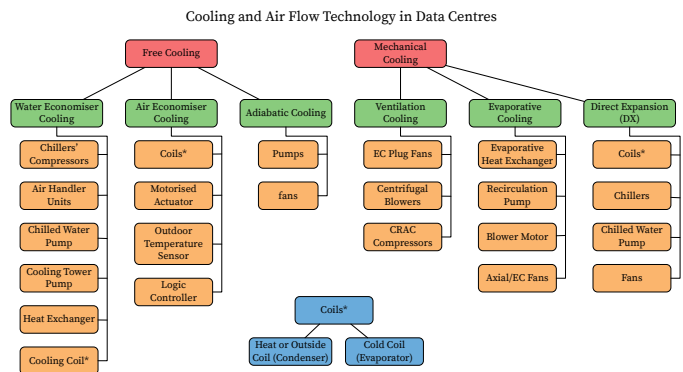 Cooling and Air Flow Technology in Data Centres
Free Cooling
Mechanical
Cooling
Water Economiser
Cooling
Air Economiser
Cooling
Adiabatic Cooling
Ventilation
Cooling
Evaporative
Cooling
Direct Expansion
(DX)
Chillers'
Compressors
Air Handler
Units
Chilled Water
Pump
Cooling Tower
Pump
Heat Exchanger
Cooling Coil*
Coils*
Motorised
Actuator
Outdoor
Temperature
Sensor
Logic
Controller
Pumps
fans
EC Plug Fans
Centrifugal
Blowers
CRAC
Compressors
Evaporative
Heat Exchanger
Recirculation
Pump
Blower Motor
Axial/EC Fans
Coils*
Chillers
Chilled Water
Pump
Fans
Coils*
Heat or Outside
Coil (Condenser)
Cold Coil
(Evaporator)